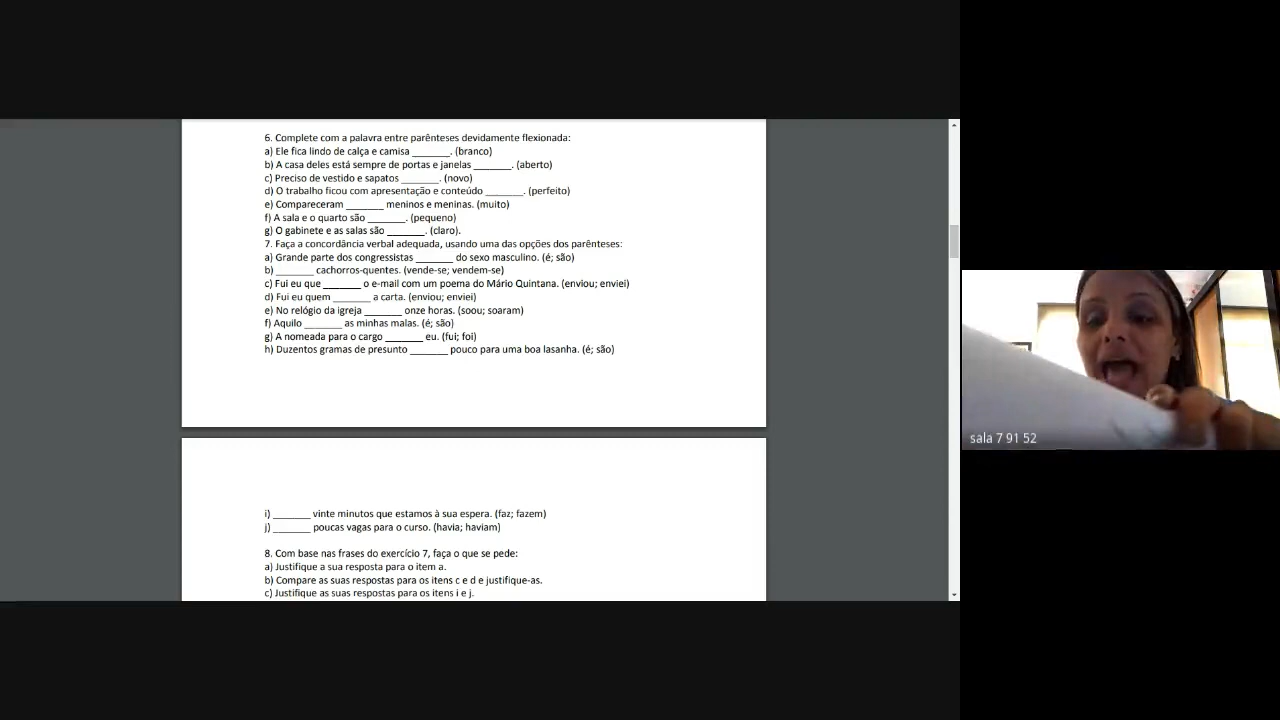 6. Complete com a palavra entre parênteses devidamente flexionada:
a) Ele fica lindo de calça e camisa _______. (branco)
b) A casa deles está sempre de portas e janelas _______. (aberto)
c) Preciso de vestido e sapatos _______. (novo)
d) O trabalho ficou com apresentação e conteúdo _______. (perfeito)
e) Compareceram _______ meninos e meninas. (muito)
f) A sala e o quarto são _______. (pequeno)
g) O gabinete e as salas são _______. (claro).
7. Faça a concordância verbal adequada, usando uma das opções dos parênteses:
a) Grande parte dos congressistas _______ do sexo masculino. (é; são)
b) _______ cachorros-quentes. (vende-se; vendem-se)
c) Fui eu que _______ o e-mail com um poema do Mário Quintana. (enviou; enviei)
d) Fui eu quem _______ a carta. (enviou; enviei)
e) No relógio da igreja _______ onze horas. (soou; soaram)
f) Aquilo _______ as minhas malas. (é; são)
g) A nomeada para o cargo _______ eu. (fui; foi)
h) Duzentos gramas de presunto _______ pouco para uma boa lasanha. (é; são)
i) _______ vinte minutos que estamos à sua espera. (faz; fazem)
j) _______ poucas vagas para o curso. (havia; haviam)
8. Com base nas frases do exercício 7, faça o que se pede:
a) Justifique a sua resposta para o item a.
b) Compare as suas respostas para os itens c e d e justifique-as.
c) Justifique as suas respostas para os itens i e j.
sala 7 91 52